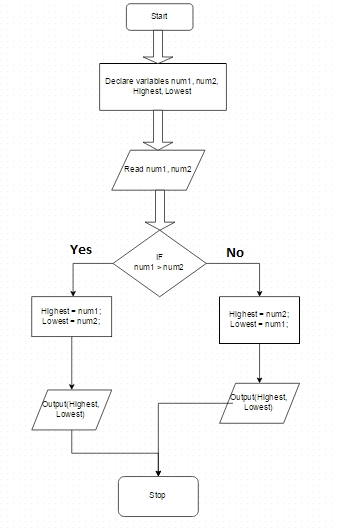 Start
Declare variables num1, num2,
Highest, Lowest
Read num1, num2
IF
num1 > num2
Yes
No
Highest = num1;
Lowest = num2;
Highest = num2;
Lowest = num1;
Output(Highest,
Lowest)
Output(Highest,
Lowest)
Stop